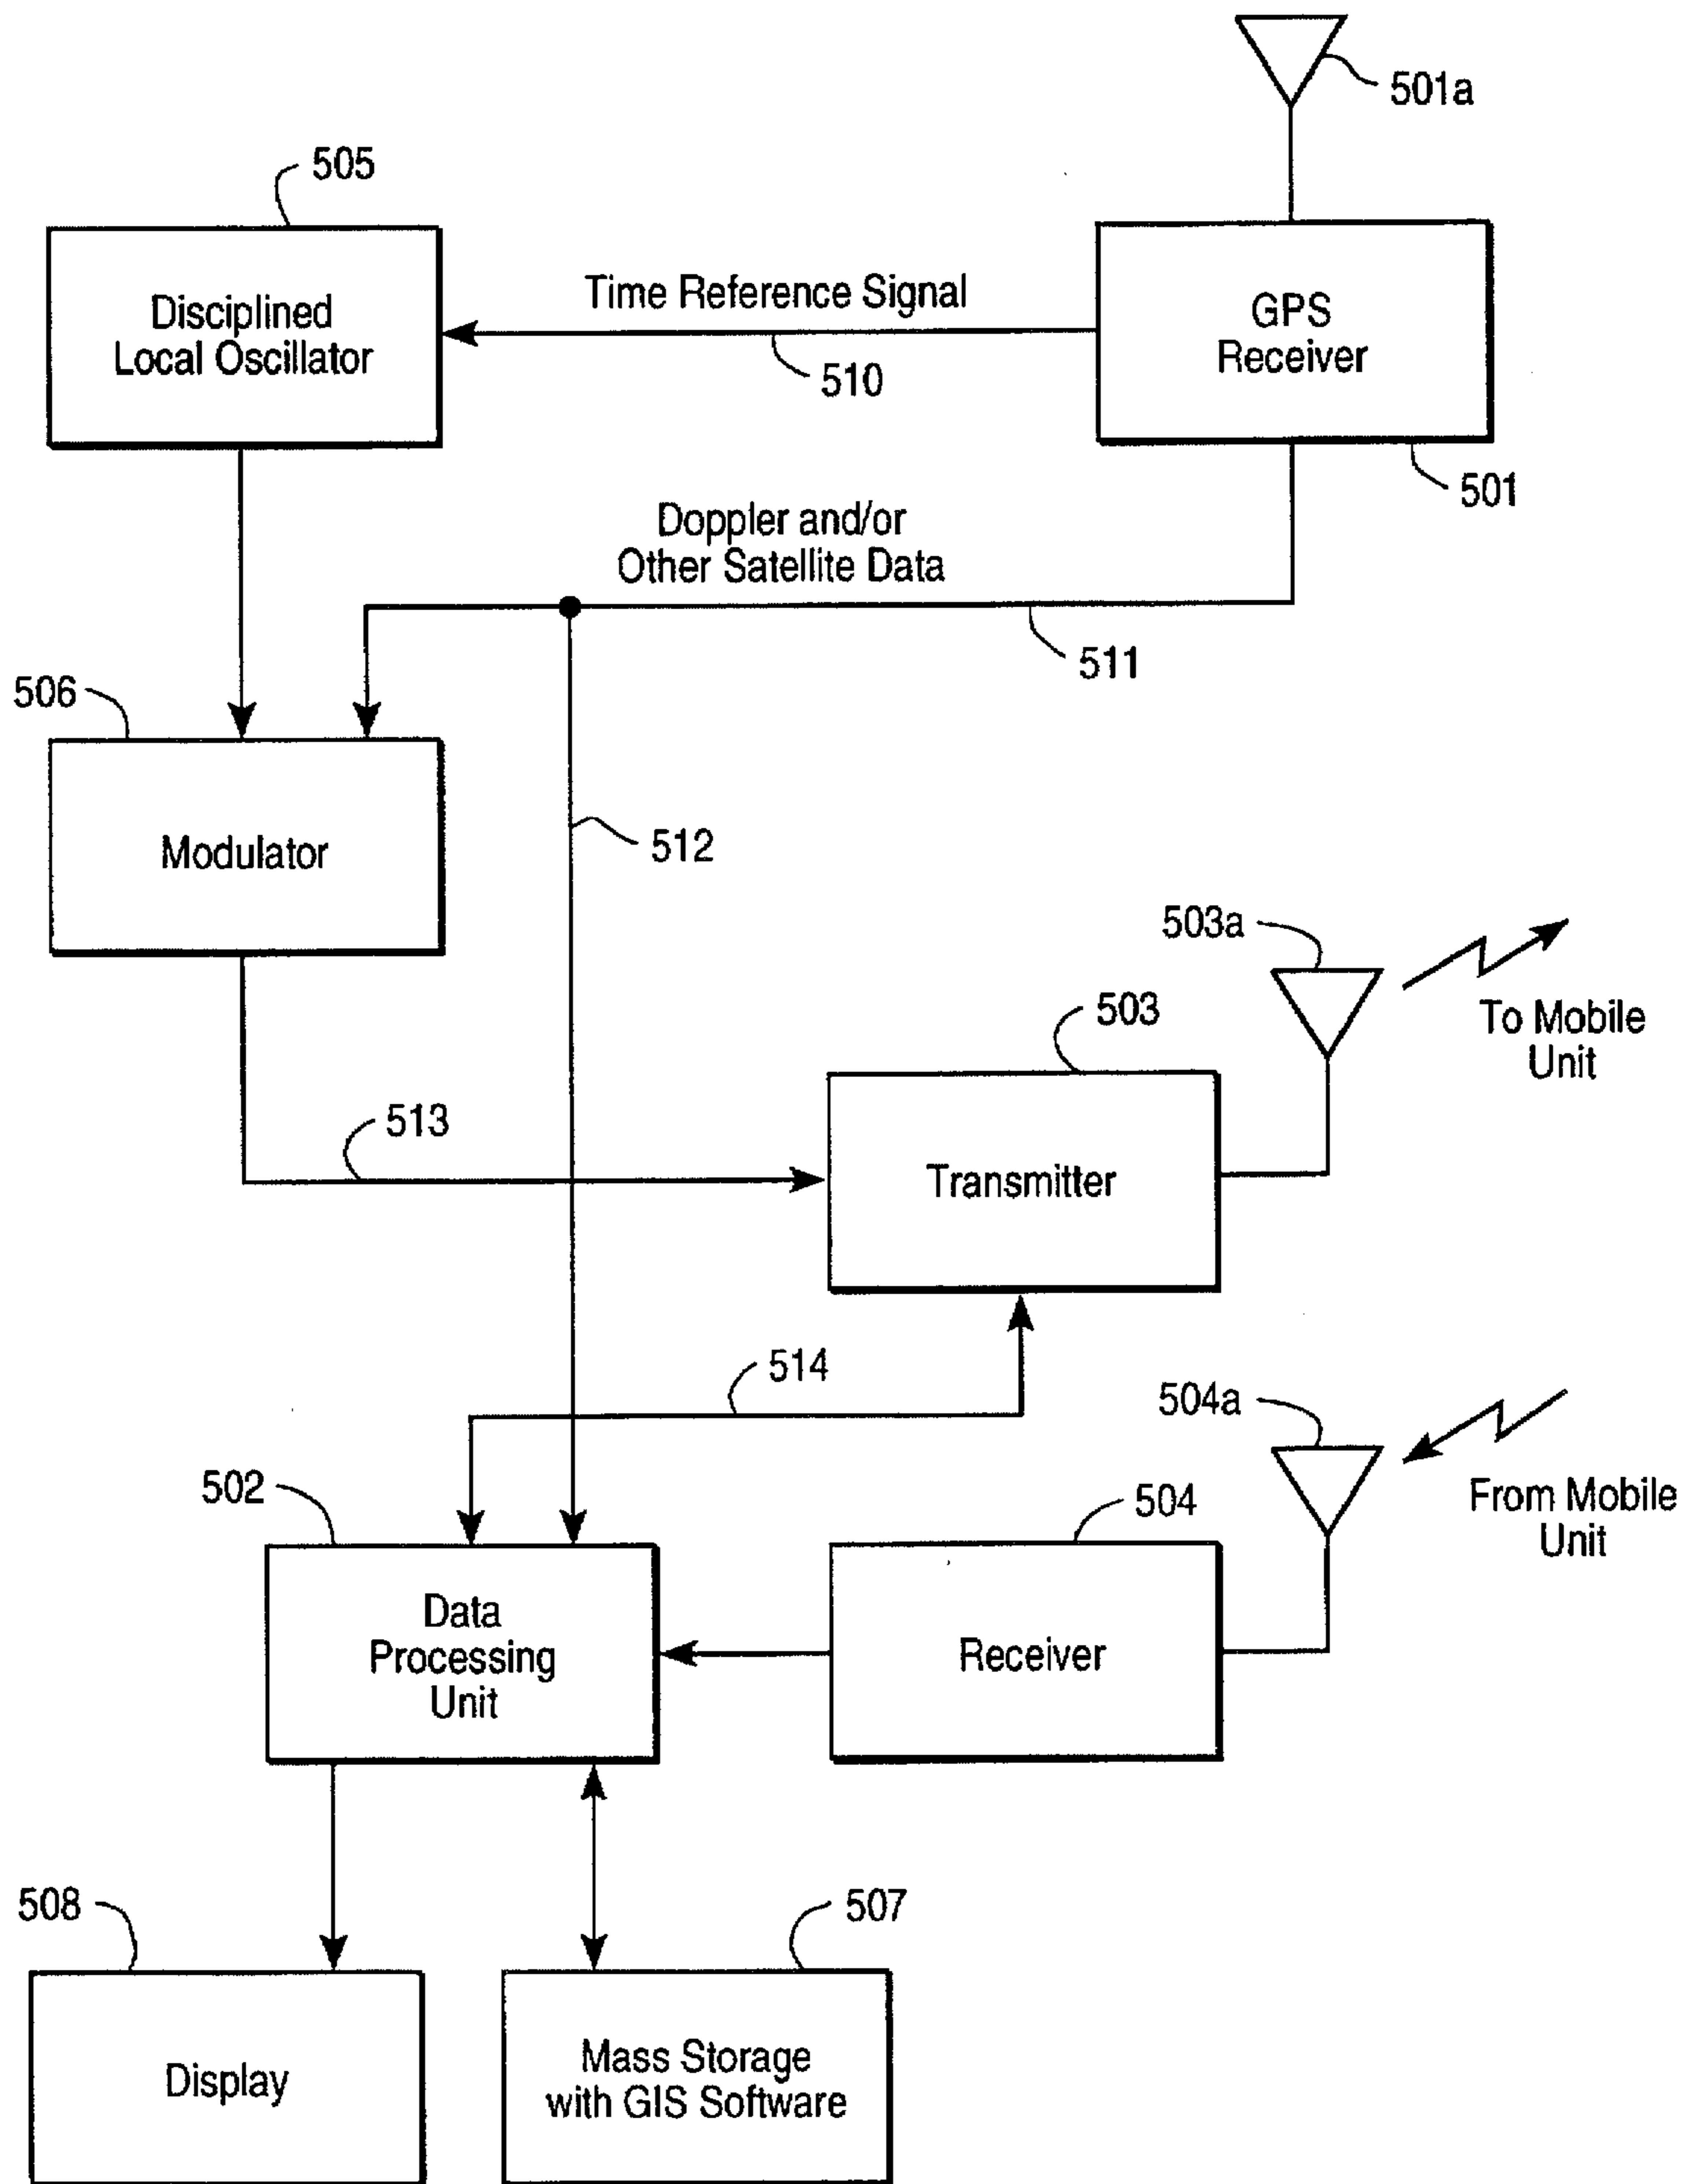 501a
505
Disciplined
Local Oscillator
Time Reference Signal
510
GPS
Receiver
501
Doppler and/or
Other Satellite Data
511
506
Modulator
512
503a
To Mobile
Unit
503
Transmitter
513
514
504a
From Mobile
Unit
502
Data
Processing
Unit
504
Receiver
508
Display
507
Mass Storage
with GIS Software